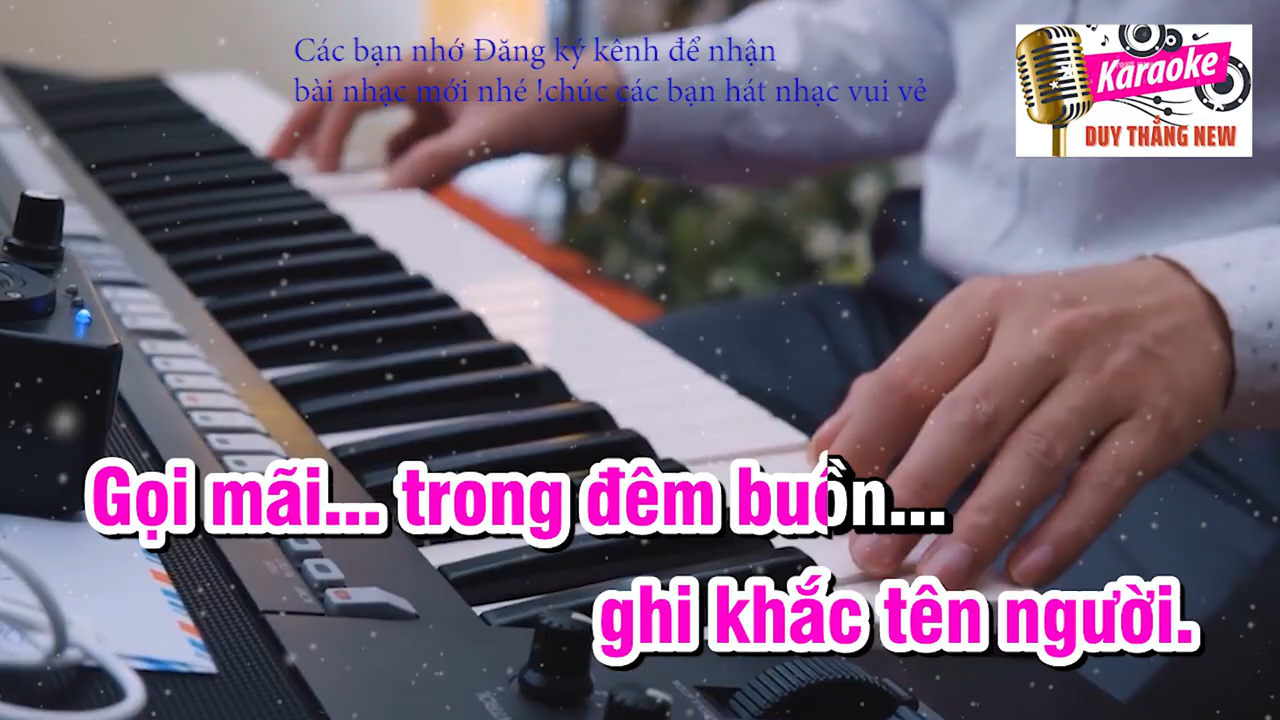 Các bạn nhớ Đăng ký kênh để nhận
bài nhạc mới nhé !chúc các bạn hát nhạc vui vẻ
Karaoke
DUY THẮNG NEW
Gọi mãi... trong đêm buồn...
ghi khắc tên người.